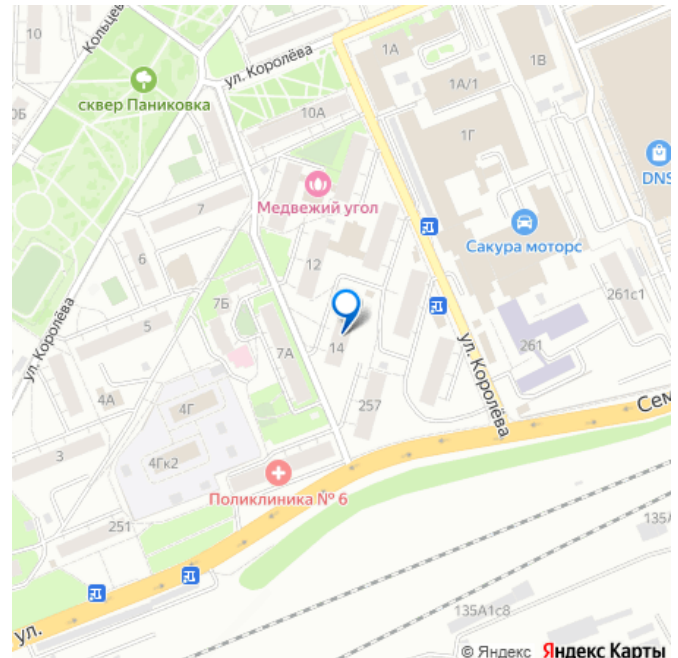 10
Кольцев
ул. Королёва
1А
1В
сквер Паниковка
1А/1
10А
1Г
DNS
7
Медвежий угол
Сакура моторс
6
12
7Б
261с1
ул. Королёва
5
14
7А
261
ул. Королёва
4А
4Г
257
Сем
3
4Гк2
Поликлиника № 6
251
135А
135А1с8
ул.
© Яндекс Яндекс Карты